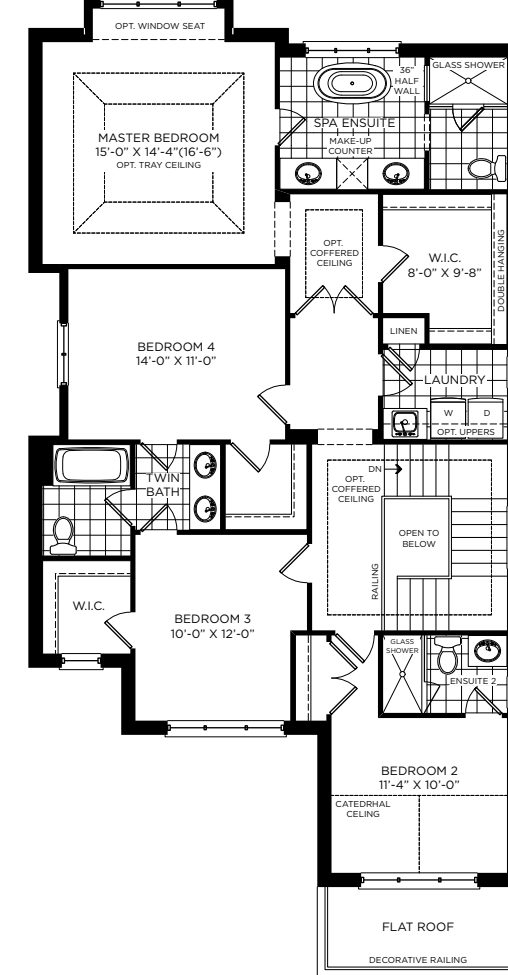 OPT. WINDOW SEAT
MASTER BEDROOM
15'-0" X 14'-4"(16'-6")
OPT. TRAY CEILING
GLASS SHOWER
36"
HALF
WALL
SPA ENSUITE
MAKE-UP
COUNTER
OPT.
COFFERED
CEILING
W.I.C.
8'-0" X 9'-8"
DOUBLE HANGING
LINEN
BEDROOM 4
14'-0" X 11'-0"
LAUNDRY
W
D
OPT. UPPERS
TWIN
BATH
DN
OPT.
COFFERED
CEILING
OPEN TO
BELOW
RAILING
W.I.C.
BEDROOM 3
10'-0" X 12'-0"
GLASS
SHOWER
ENSUITE 2
BEDROOM 2
11'-4" X 10'-0"
CATEDRHAL
CELING
FLAT ROOF
DECORATIVE RAILING